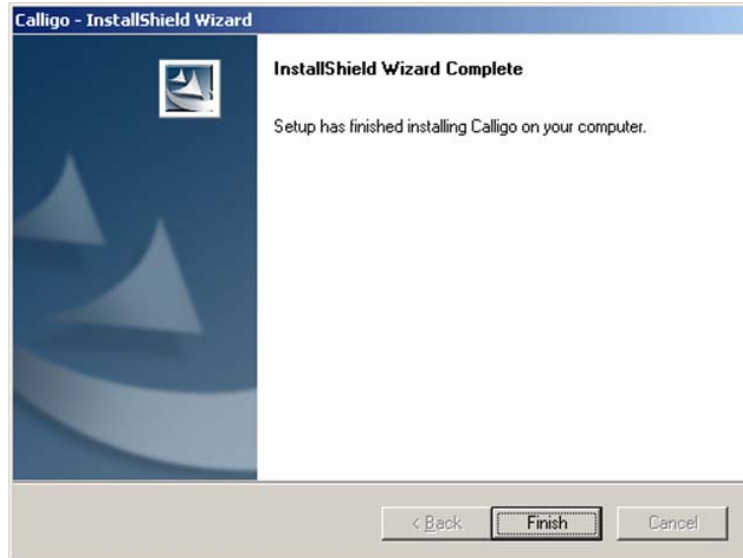 Calligo - InstallShield Wizard
InstallShield Wizard Complete
Setup has finished installing Calligo on your computer.
< Back
Finish
Cancel